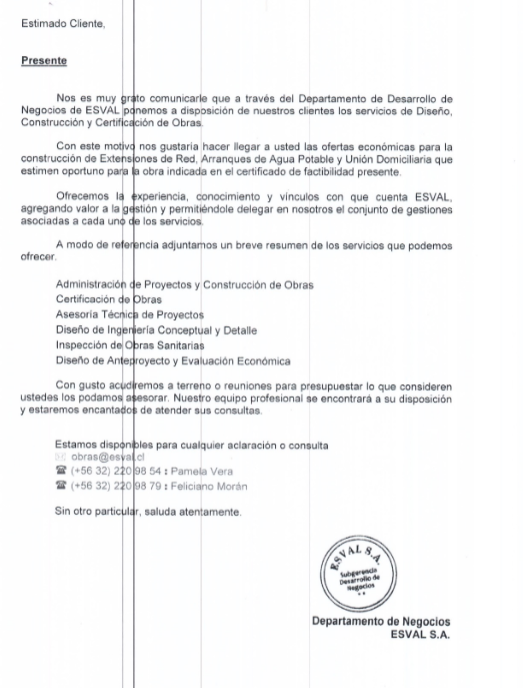 Estimado Cliente,
Presente
Nos es muy grato comunicarle que a través del Departamento de Desarrollo de
Negocios de ESVAL ponemos a disposición de nuestros clientes los servicios de Diseño,
Construcción y Certificación de Obras.
Con este motivo nos gustaria hacer llegar a usted las ofertas económicas para la
construcción de Extensiones de Red, Arranques de Agua Potable y Unión Domiciliaria que
estimen oportuno para la obra indicada en el certificado de factibilidad presente.
Ofrecemos la experiencia, conocimiento y vínculos con que cuenta ESVAL,
agregando valor a la gestión y permitiéndole delegar en nosotros el conjunto de gestiones
asociadas a cada uno de los servicios.
A modo de referencia adjuntamos un breve resumen de los servicios que podemos
ofrecer.
Administración de Proyectos y Construcción de Obras
Certificación de Obras
Asesoría Técnica de Proyectos
Diseño de Ingeniería Conceptual y Detalle
Inspección de Obras Sanitarias
Diseño de Anteproyecto y Evaluación Económica
Con gusto acudiremos a terreno o reuniones para presupuestar lo que consideren
ustedes los podamos asesorar. Nuestro equipo profesional se encontrará a su disposición
y estaremos encantados de atender sus consultas.
Estamos disponibles para cualquier aclaración o consulta
✉ obras@esval.cl
☎ (+56 32) 220 98 54 : Pamela Vera
☎ (+56 32) 220 98 79 : Feliciano Morán
Sin otro particular, saluda atentamente.
ESVAL S.A.
Subgerencia
Desarrollo de
Negocios
Departamento de Negocios
ESVAL S.A.